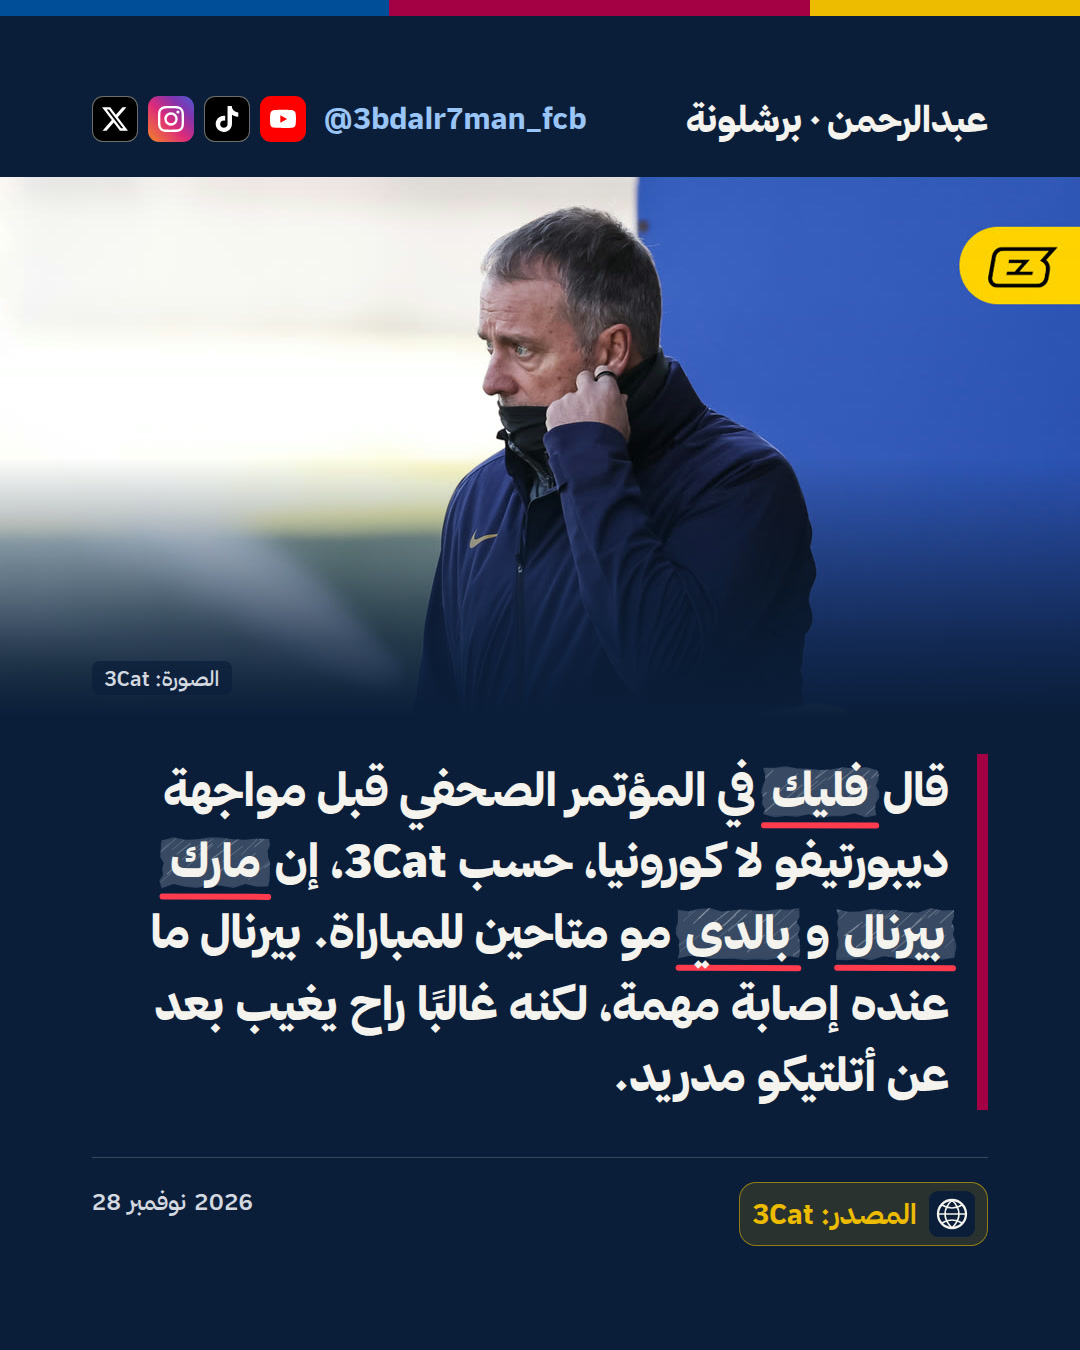 عبدالرحمن · برشلونة
@3bdalr7man_fcb
الصورة: 3Cat
قال فليك في المؤتمر الصحفي قبل مواجهة
ديبورتيفو لا كورونيا، حسب 3Cat، إن مارك
بيرنال و بالدي مو متاحين للمباراة. بيرنال ما
عنده إصابة مهمة، لكنه غالبًا راح يغيب بعد
عن أتلتيكو مدريد.
المصدر: 3Cat
28 نوفمبر 2026